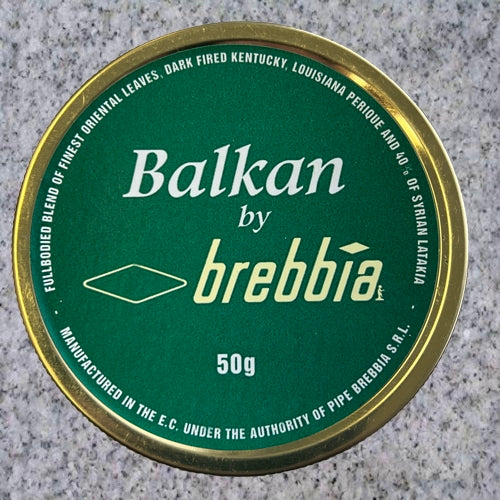 FULLBODIED BLEND OF FINEST ORIENTAL LEAVES, DARK FIRED KENTUCKY, LOUISIANA PERIQUE AND 40% OF SYRIAN LATAKIA
Balkan
by
brebbia
50g
- MANUFACTURED IN THE E.C. UNDER THE AUTHORITY OF PIPE BREBBIA S.R.L. -